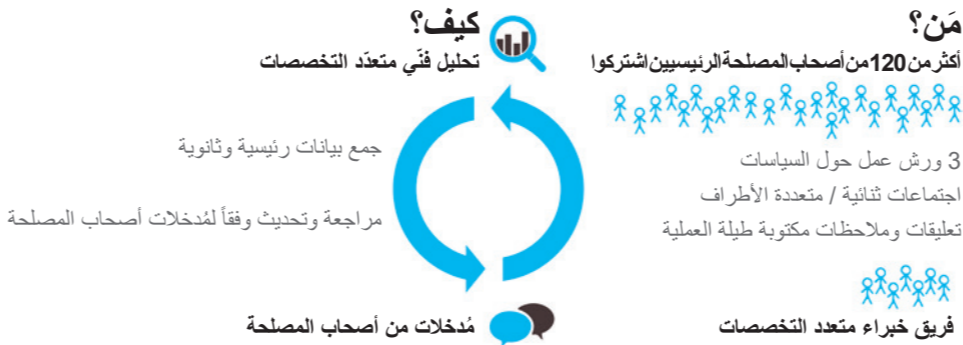 مَن؟
أكثر من 120 من أصحاب المصلحة الرئيسيين اشتركوا
3 ورش عمل حول السياسات
اجتماعات ثنائية / متعددة الأطراف
تعليقات وملاحظات مكتوبة طيلة العملية
فريق خبراء متعدد التخصصات
كيف؟
تحليل فنّي متعدّد التخصصات
جمع بيانات رئيسية وثانوية
مراجعة وتحديث وفقاً لمُدخلات أصحاب المصلحة
مُدخلات من أصحاب المصلحة